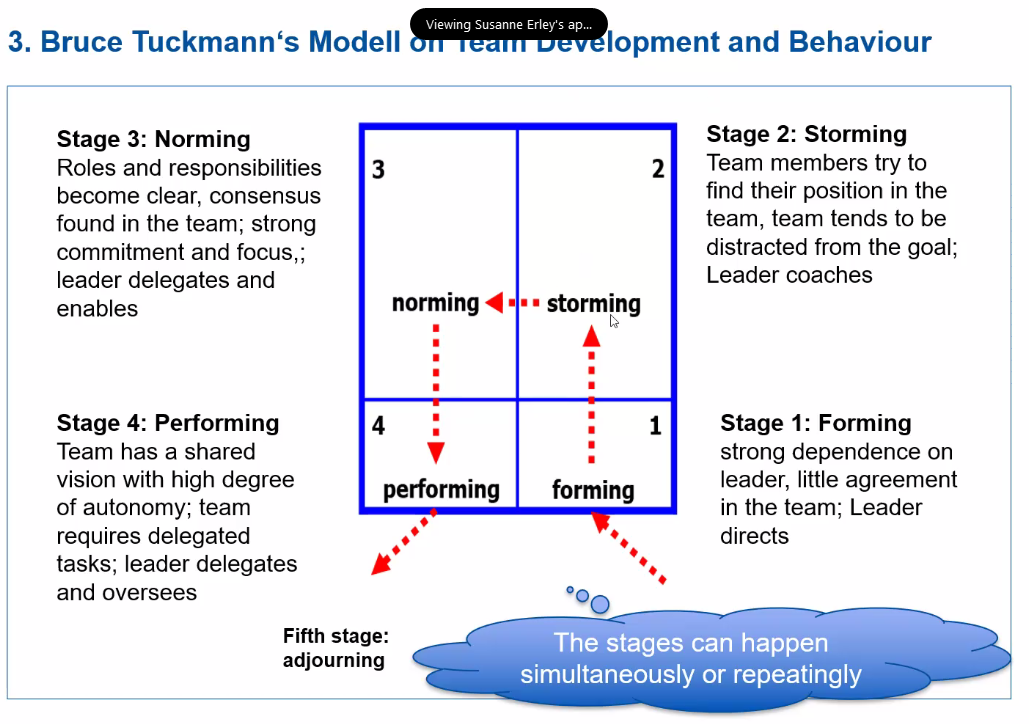 Viewing Susanne Erley's ap...
3. Bruce Tuckmann‘s Modell on Team Development and Behaviour
Stage 3: Norming
Roles and responsibilities
become clear, consensus
found in the team; strong
commitment and focus,;
leader delegates and
enables
3
2
norming
storming
Stage 2: Storming
Team members try to
find their position in the
team, team tends to be
distracted from the goal;
Leader coaches
Stage 4: Performing
Team has a shared
vision with high degree
of autonomy; team
requires delegated
tasks; leader delegates
and oversees
4
1
performing
forming
Stage 1: Forming
strong dependence on
leader, little agreement
in the team; Leader
directs
Fifth stage:
adjourning
The stages can happen
simultaneously or repeatingly